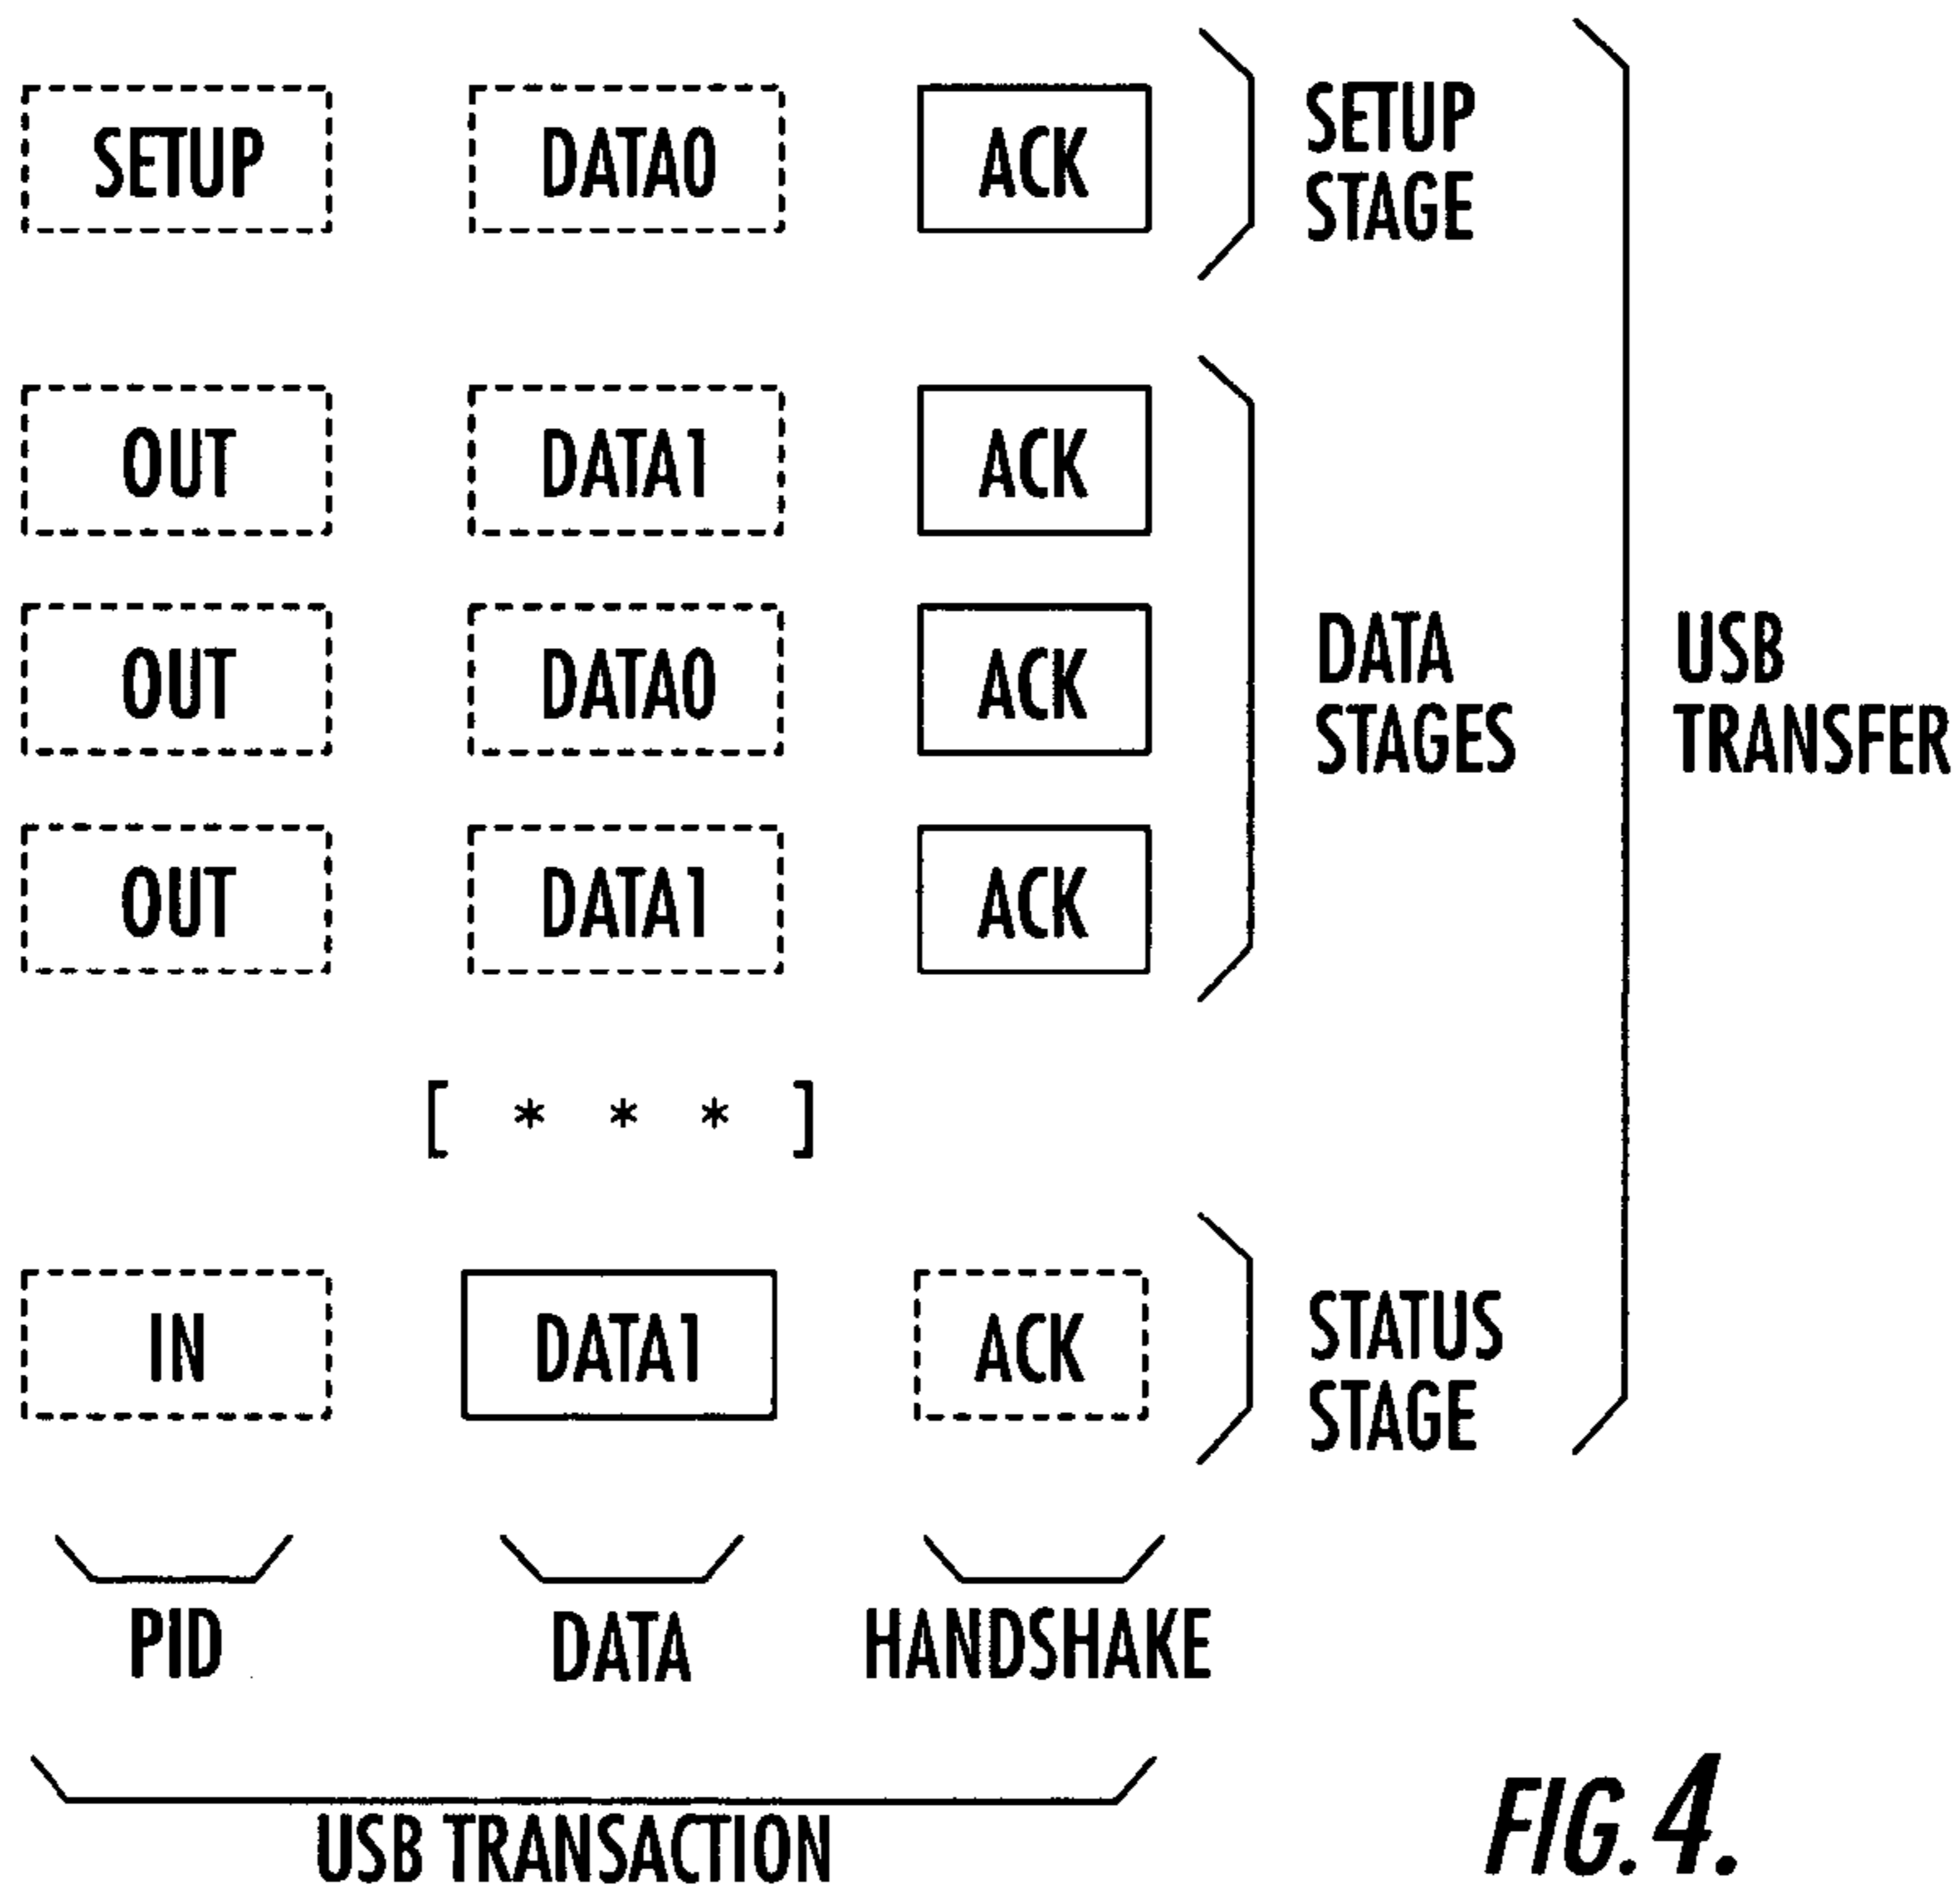 SETUP DATA0 ACK
SETUP
STAGE
OUT DATA1 ACK
OUT DATA0 ACK
DATA
STAGES
USB
TRANSFER
OUT DATA1 ACK
[ * * * ]
IN DATA1 ACK
STATUS
STAGE
PID DATA HANDSHAKE
USB TRANSACTION
FIG. 4.